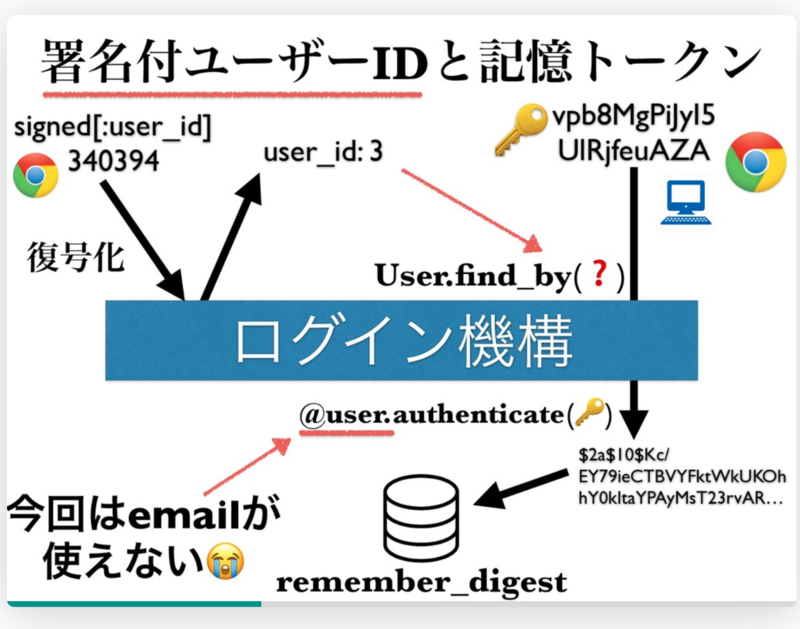 署名付ユーザーIDと記憶トークン
signed[:user_id]
340394
user_id: 3
vpb8MgPiJyI5
UlRjfeuAZA
復号化
User.find_by(❓)
ログイン機構
@user.authenticate(🔑)
$2a$10$Kc/
EY79ieCTBVYFktWkUKOh
hY0kItaYPAyMsT23rvAR…
今回はemailが
使えない😭
remember_digest